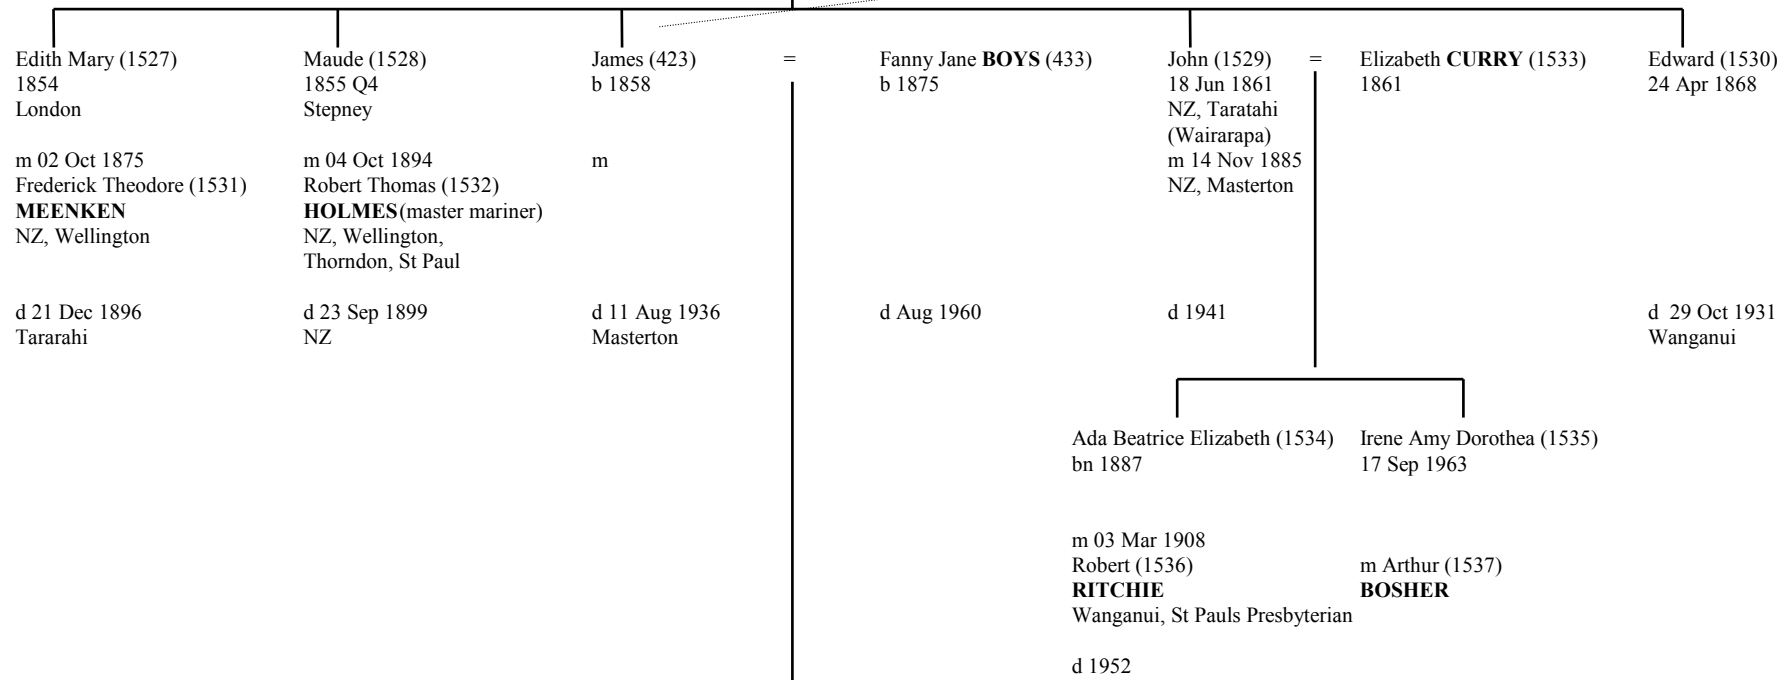 Edith Mary (1527)
1854
London
m 02 Oct 1875
Frederick Theodore (1531)
MEENKEN
NZ, Wellington
d 21 Dec 1896
Tararahi
Maude (1528)
1855 Q4
Stepney
m 04 Oct 1894
Robert Thomas (1532)
HOLMES(master mariner)
NZ, Wellington,
Thorndon, St Paul
d 23 Sep 1899
NZ
James (423)
b 1858
m
d 11 Aug 1936
Masterton
=
Fanny Jane BOYS (433)
b 1875
d Aug 1960
John (1529)
18 Jun 1861
NZ, Taratahi
(Wairarapa)
m 14 Nov 1885
NZ, Masterton
d 1941
=
Elizabeth CURRY (1533)
1861
Edward (1530)
24 Apr 1868
d 29 Oct 1931
Wanganui
Ada Beatrice Elizabeth (1534)
bn 1887
m 03 Mar 1908
Robert (1536)
RITCHIE
Wanganui, St Pauls Presbyterian
d 1952
Irene Amy Dorothea (1535)
17 Sep 1963
m Arthur (1537)
BOSHER